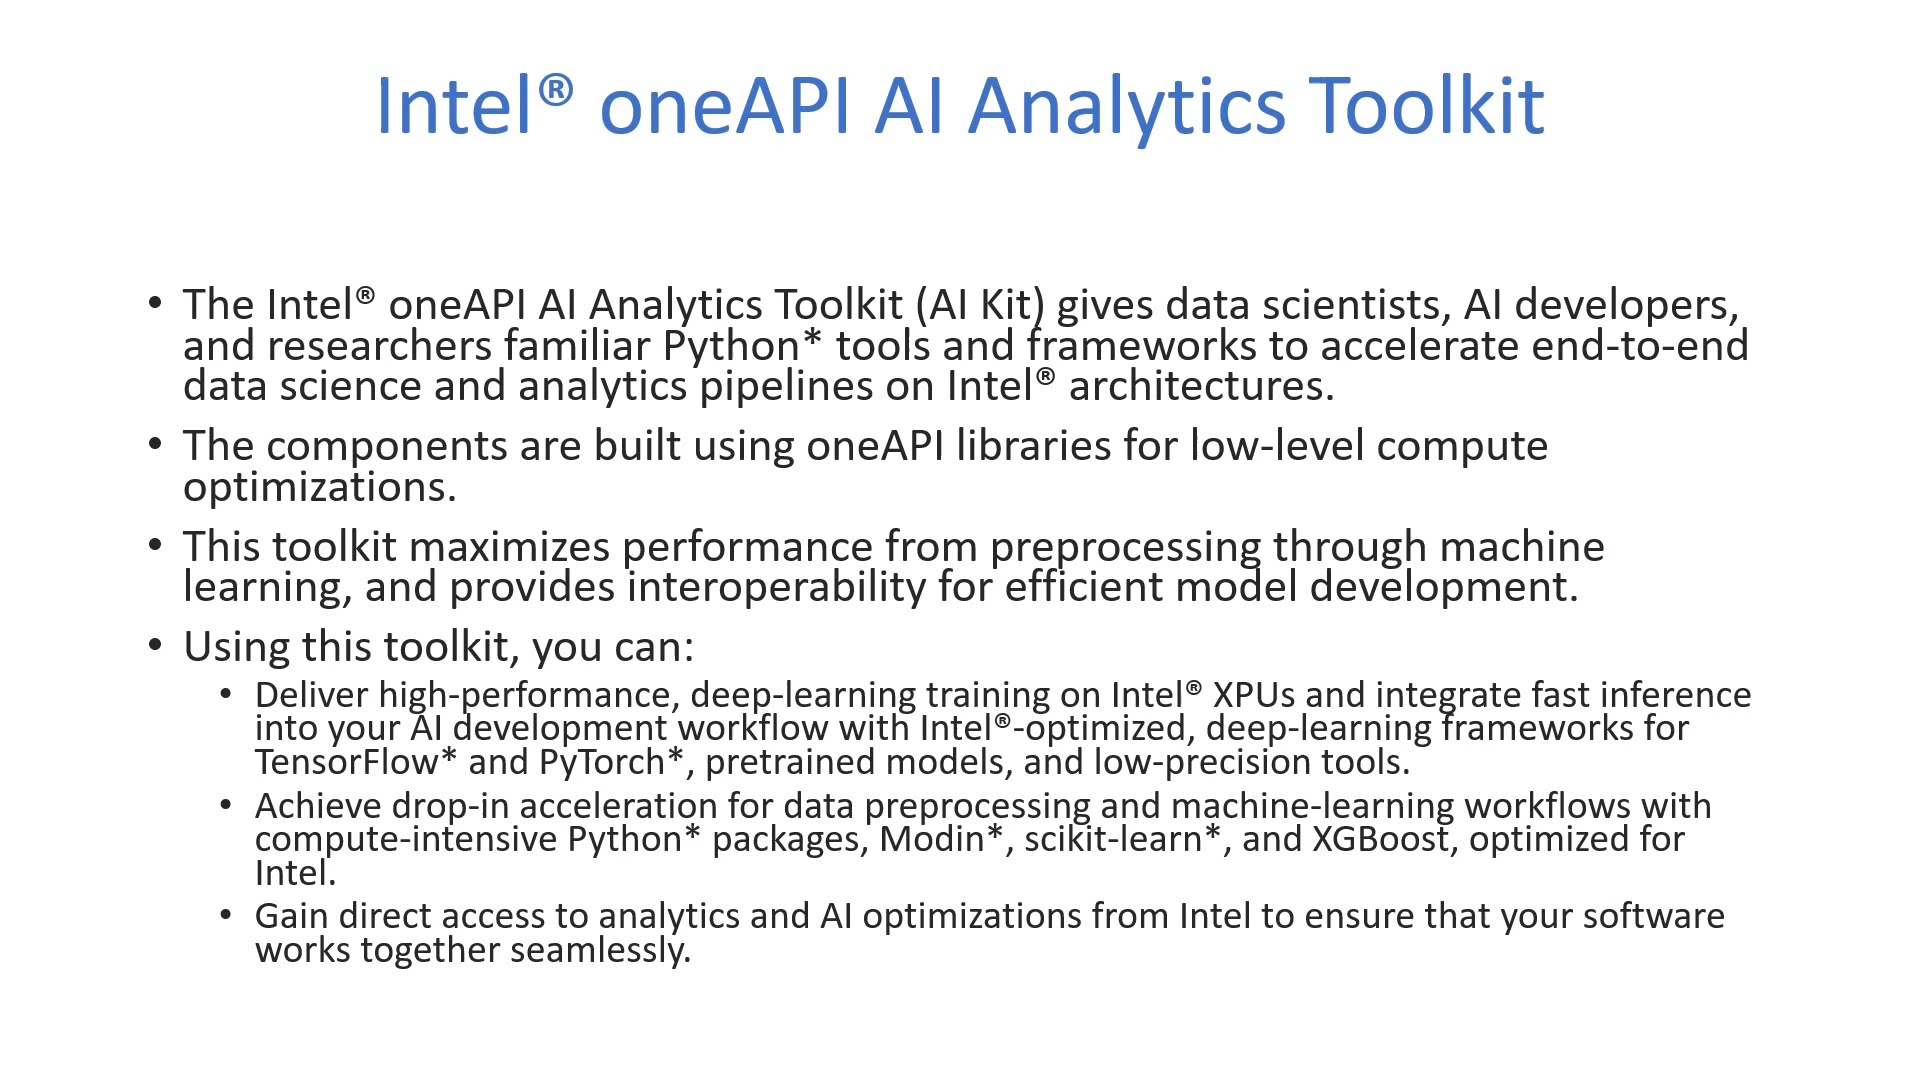 Intel® oneAPI AI Analytics Toolkit
• The Intel® oneAPI AI Analytics Toolkit (AI Kit) gives data scientists, AI developers,
and researchers familiar Python* tools and frameworks to accelerate end-to-end
data science and analytics pipelines on Intel® architectures.
• The components are built using oneAPI libraries for low-level compute
optimizations.
• This toolkit maximizes performance from preprocessing through machine
learning, and provides interoperability for efficient model development.
• Using this toolkit, you can:
• Deliver high-performance, deep-learning training on Intel® XPUs and integrate fast inference
into your AI development workflow with Intel®-optimized, deep-learning frameworks for
TensorFlow* and PyTorch*, pretrained models, and low-precision tools.
• Achieve drop-in acceleration for data preprocessing and machine-learning workflows with
compute-intensive Python* packages, Modin*, scikit-learn*, and XGBoost, optimized for
Intel.
• Gain direct access to analytics and AI optimizations from Intel to ensure that your software
works together seamlessly.